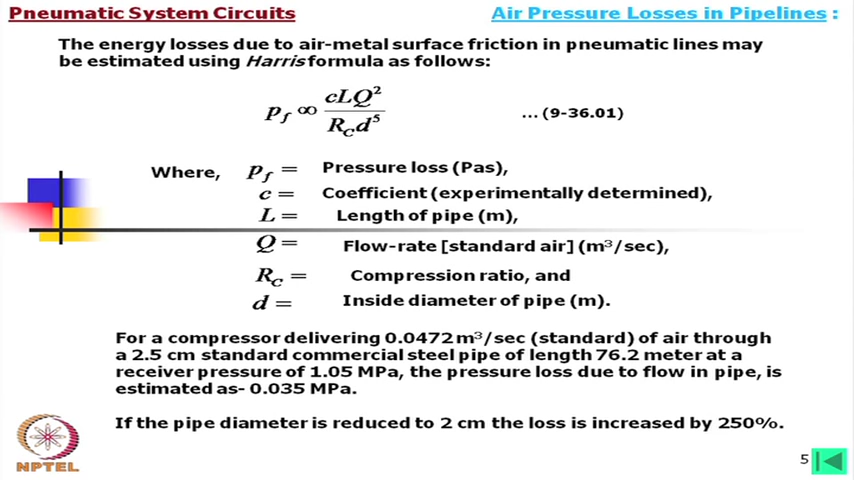 Pneumatic System Circuits
Air Pressure Losses in Pipelines :
The energy losses due to air-metal surface friction in pneumatic lines may
be estimated using Harris formula as follows:
p_f ∞ cLQ² / R_C d⁵ ... (9-36.01)
Where, p_f = Pressure loss (Pas),
c = Coefficient (experimentally determined),
L = Length of pipe (m),
Q = Flow-rate [standard air] (m³/sec),
R_C = Compression ratio, and
d = Inside diameter of pipe (m).
For a compressor delivering 0.0472 m³/sec (standard) of air through
a 2.5 cm standard commercial steel pipe of length 76.2 meter at a
receiver pressure of 1.05 MPa, the pressure loss due to flow in pipe, is
estimated as- 0.035 MPa.
If the pipe diameter is reduced to 2 cm the loss is increased by 250%.
NPTEL
5